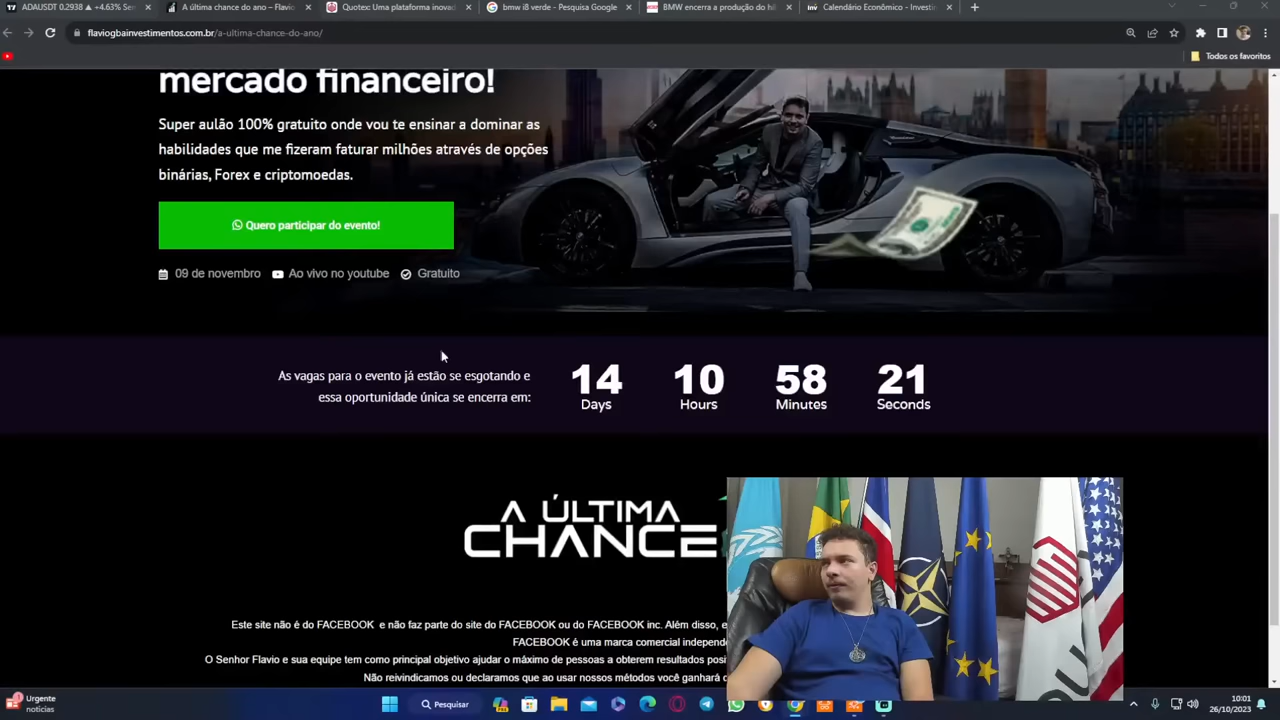 ADAUSDT 0.2938 ▲ +4.63% Sem
A última chance do ano – Flavio
Quotex: Uma plataforma inovad
bmw i8 verde - Pesquisa Google
BMW encerra a produção do hí
Calendário Econômico - Investin
flaviogbainvestimentos.com.br/a-ultima-chance-do-ano/
Todos os favoritos
mercado financeiro!
Super aulão 100% gratuito onde vou te ensinar a dominar as
habilidades que me fizeram faturar milhões através de opções
binárias, Forex e criptomoedas.
Quero participar do evento!
09 de novembro Ao vivo no youtube Gratuito
As vagas para o evento já estão se esgotando e
essa oportunidade única se encerra em:
14 10 58 21
Days Hours Minutes Seconds
A ÚLTIMA
CHANCE
Este site não é do FACEBOOK e não faz parte do site do FACEBOOK ou do FACEBOOK inc. Além disso, e
FACEBOOK é uma marca comercial independe
O Senhor Flavio e sua equipe tem como principal objetivo ajudar o máximo de pessoas a obterem resultados posi
Não reivindicamos ou declaramos que ao usar nossos métodos você ganhará d
1
Urgente
notícias
Pesquisar
10:01
26/10/2023